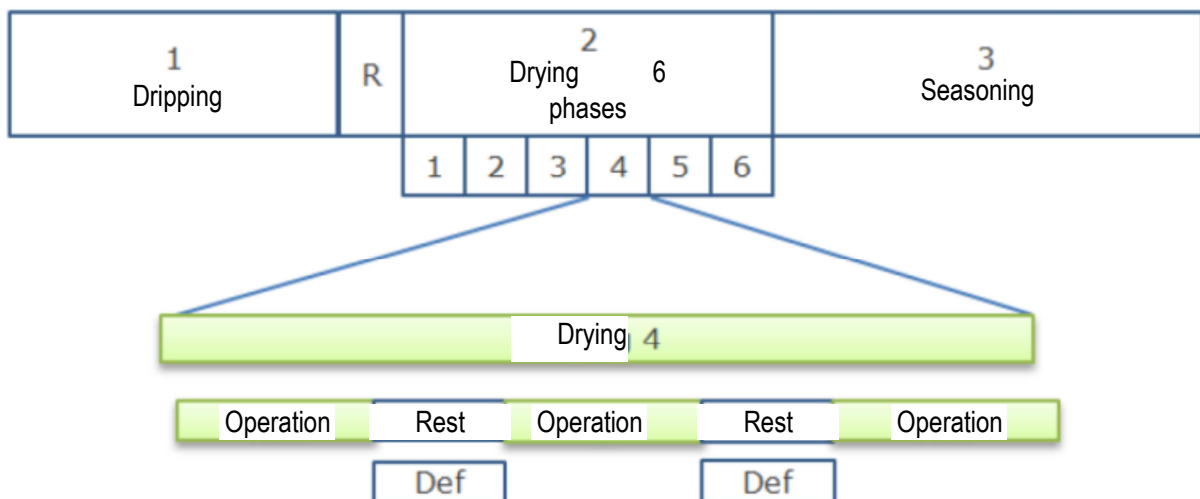 1
Dripping
R
2
Drying 6
phases
3
Seasoning
1 2 3 4 5 6
Drying 4
Operation Rest Operation Rest Operation
Def Def